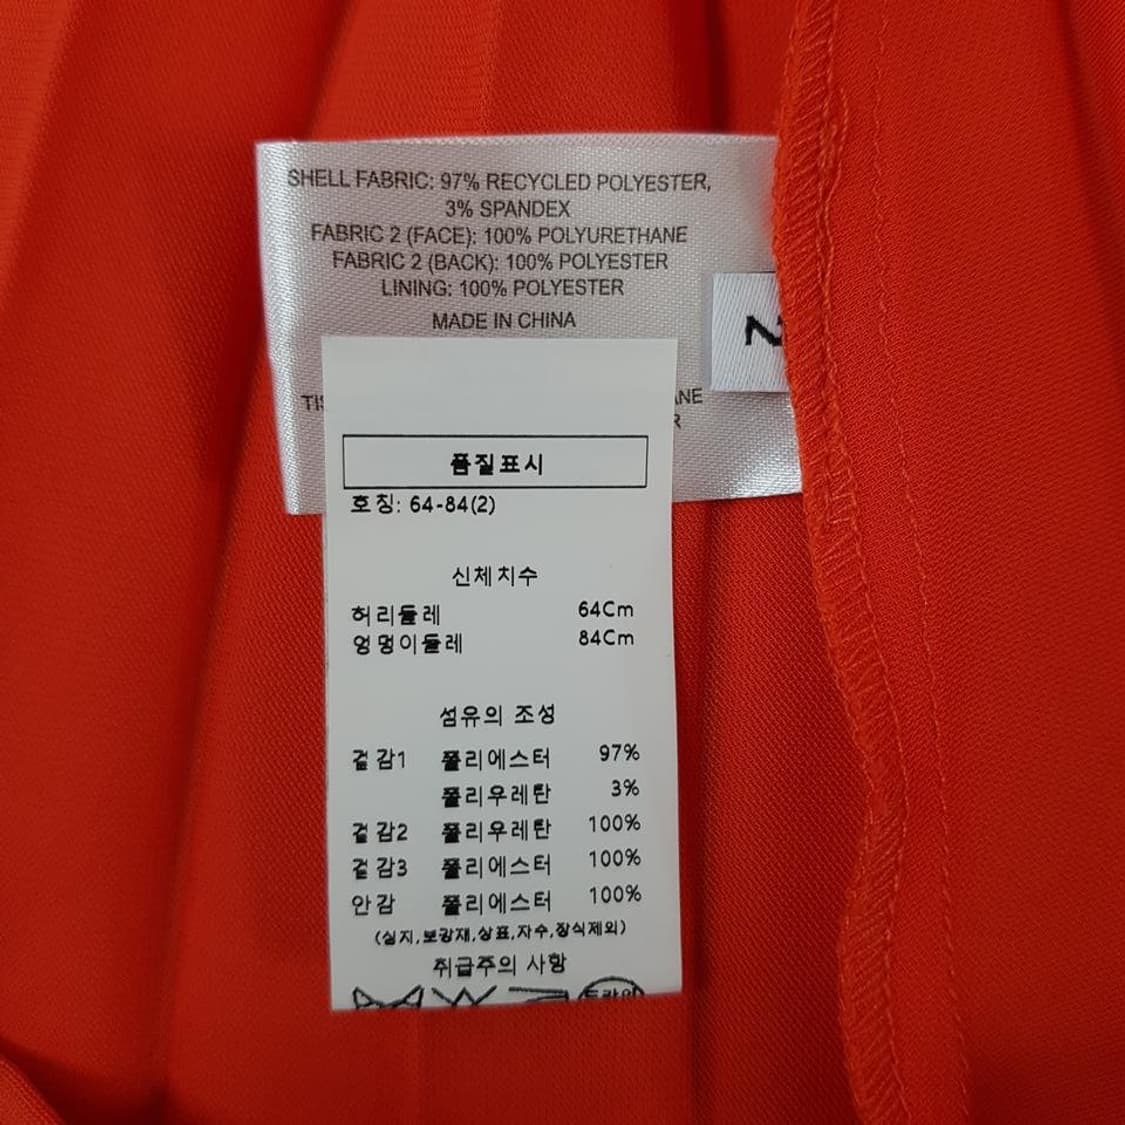 SHELL FABRIC: 97% RECYCLED POLYESTER,
3% SPANDEX
FABRIC 2 (FACE): 100% POLYURETHANE
FABRIC 2 (BACK): 100% POLYESTER
LINING: 100% POLYESTER
MADE IN CHINA
2
품질표시
호칭: 64-84(2)
신체치수
허리둘레 64Cm
엉덩이둘레 84Cm
섬유의 조성
겉감1 폴리에스터 97%
폴리우레탄 3%
겉감2 폴리우레탄 100%
겉감3 폴리에스터 100%
안감 폴리에스터 100%
(심지,보강재,상표,자수,장식제외)
취급주의 사항